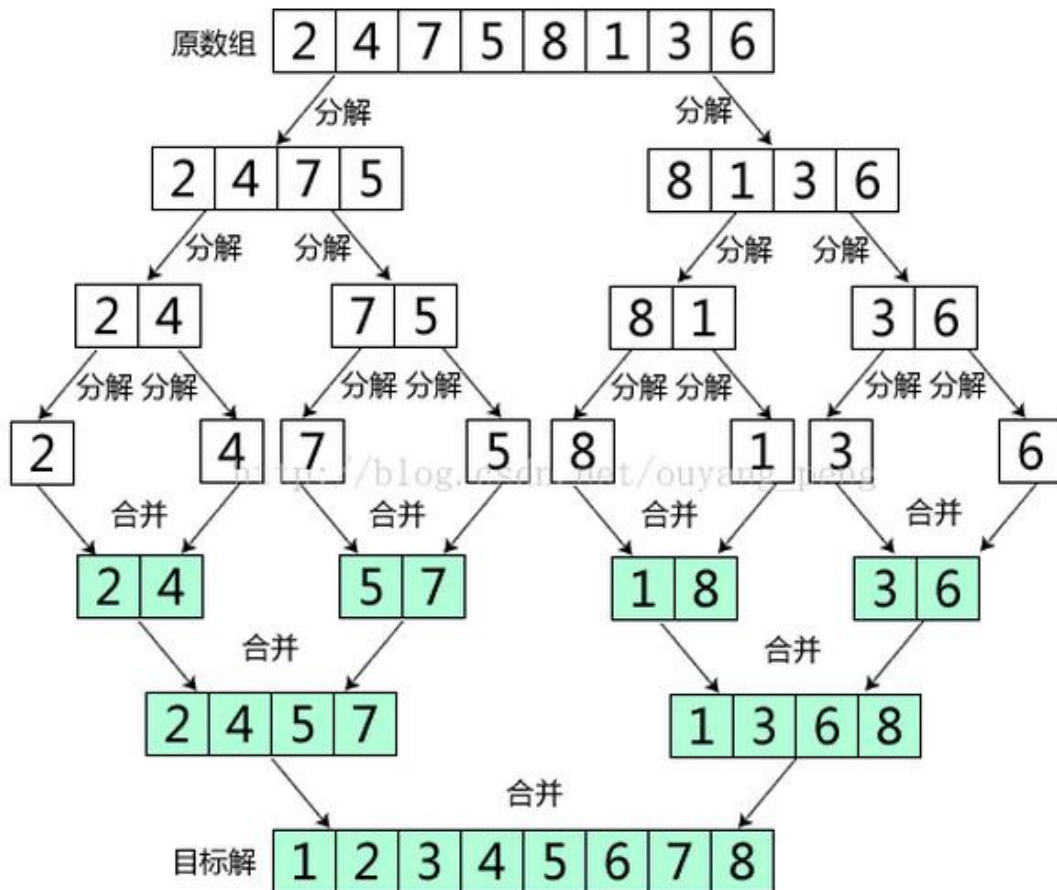 原数组 2 4 7 5 8 1 3 6
分解 分解
2 4 7 5 8 1 3 6
分解 分解 分解 分解
2 4 7 5 8 1 3 6
分解 分解 分解 分解 分解 分解 分解 分解
2 4 7 5 8 1 3 6
http://blog.csdn.net/ouyang_peng
合并 合并 合并 合并
2 4 5 7 1 8 3 6
合并 合并
2 4 5 7 1 3 6 8
合并
目标解 1 2 3 4 5 6 7 8